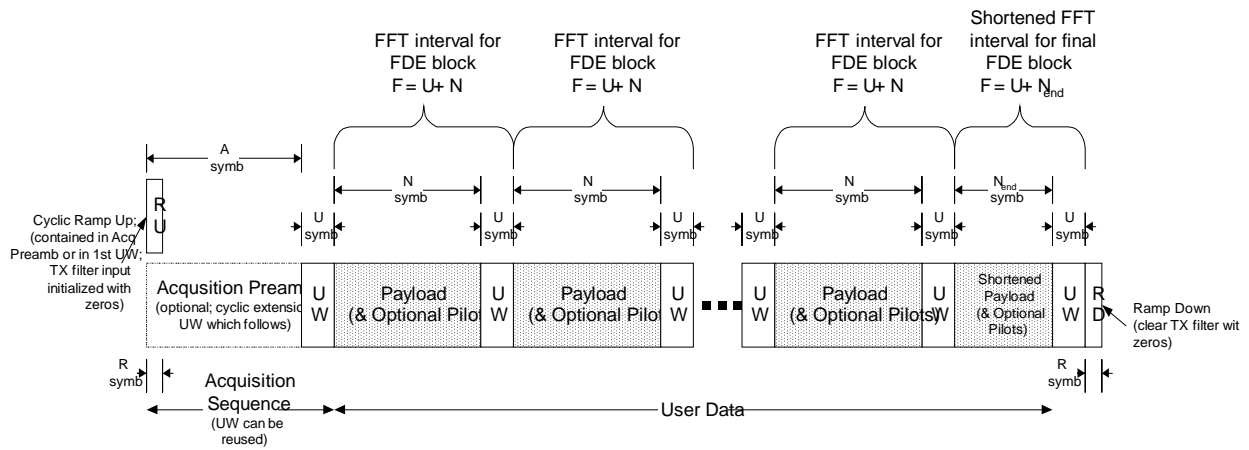 FFT interval for
FDE block
F = U+ N
FFT interval for
FDE block
F = U+ N
FFT interval for
FDE block
F = U+ N
Shortened FFT
interval for final
FDE block
F = U+ Nend
A
symb
N
symb
N
symb
N
symb
Nend
symb
R
U
U
symb
U
symb
U
symb
U
symb
U
symb
U
symb
Cyclic Ramp Up;
(contained in Acq
Preamb or in 1st UW;
TX filter input
initialized with
zeros)
Acqusition Pream
(optional; cyclic extensio
UW which follows)
U
W
Payload
(& Optional Pilot
U
W
Payload
(& Optional Pilot
U
W
U
W
Payload
(& Optional Pilots)
U
W
Shortened
Payload
(& Optional
Pilots)
U
W
R
D
Ramp Down
(clear TX filter wit
zeros)
R
symb
R
symb
Acquisition
Sequence
(UW can be
reused)
User Data